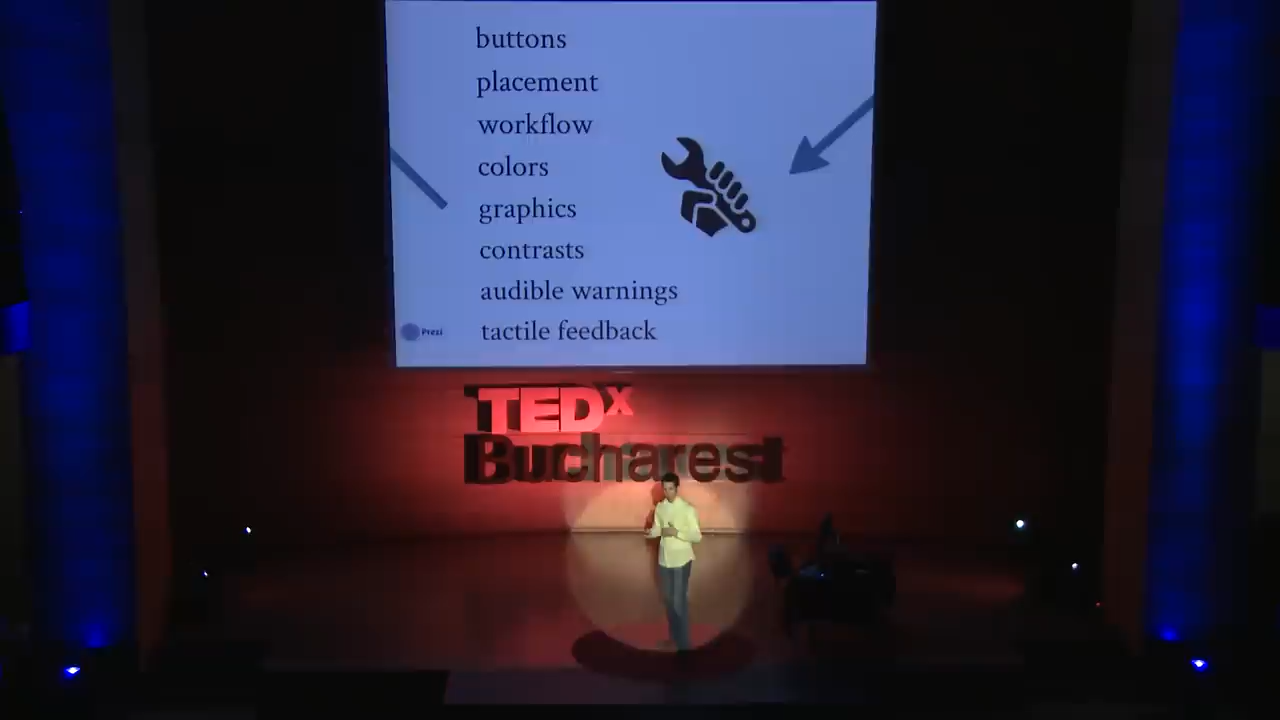 buttons
placement
workflow
colors
graphics
contrasts
audible warnings
tactile feedback
Prezi
TEDx
Bucharest